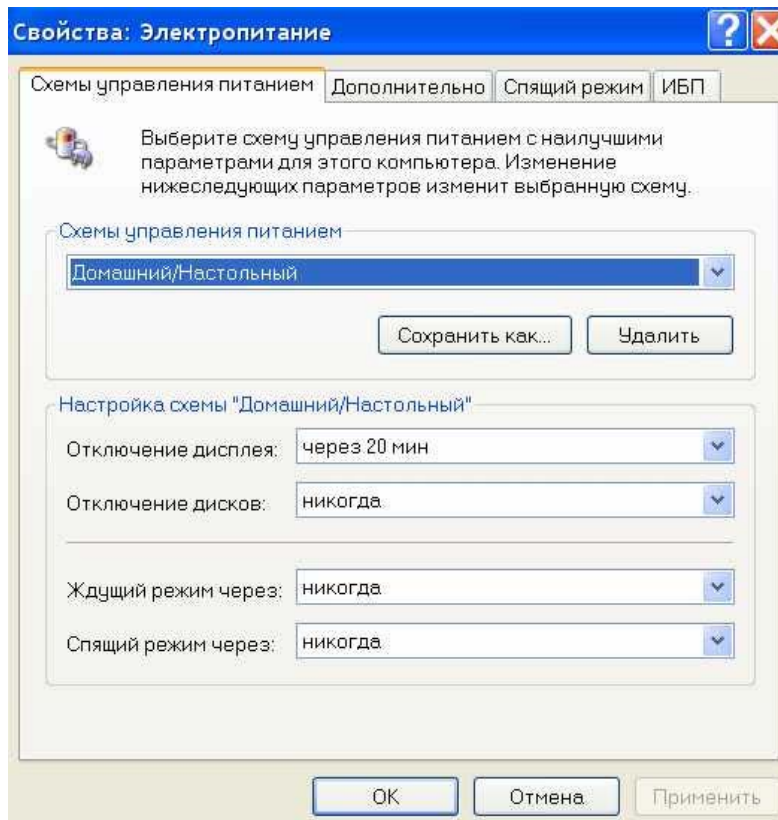 Свойства: Электропитание
Схемы управления питанием
Дополнительно
Спящий режим
ИБП
Выберите схему управления питанием с наилучшими
параметрами для этого компьютера. Изменение
нижеследующих параметров изменит выбранную схему.
Схемы управления питанием
Домашний/Настольный
Сохранить как...
Удалить
Настройка схемы "Домашний/Настольный"
Отключение дисплея: через 20 мин
Отключение дисков: никогда
Ждущий режим через: никогда
Спящий режим через: никогда
ОК
Отмена
Применить